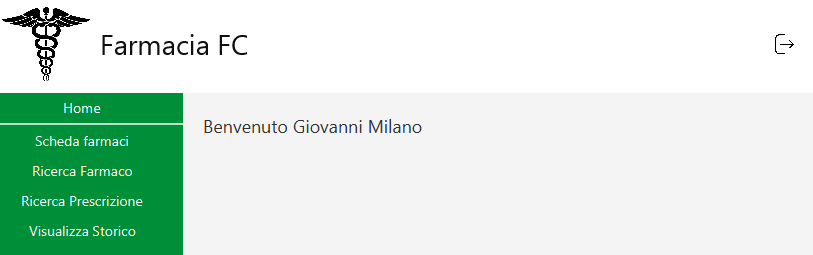 Farmacia FC
Home
Benvenuto Giovanni Milano
Scheda farmaci
Ricerca Farmaco
Ricerca Prescrizione
Visualizza Storico